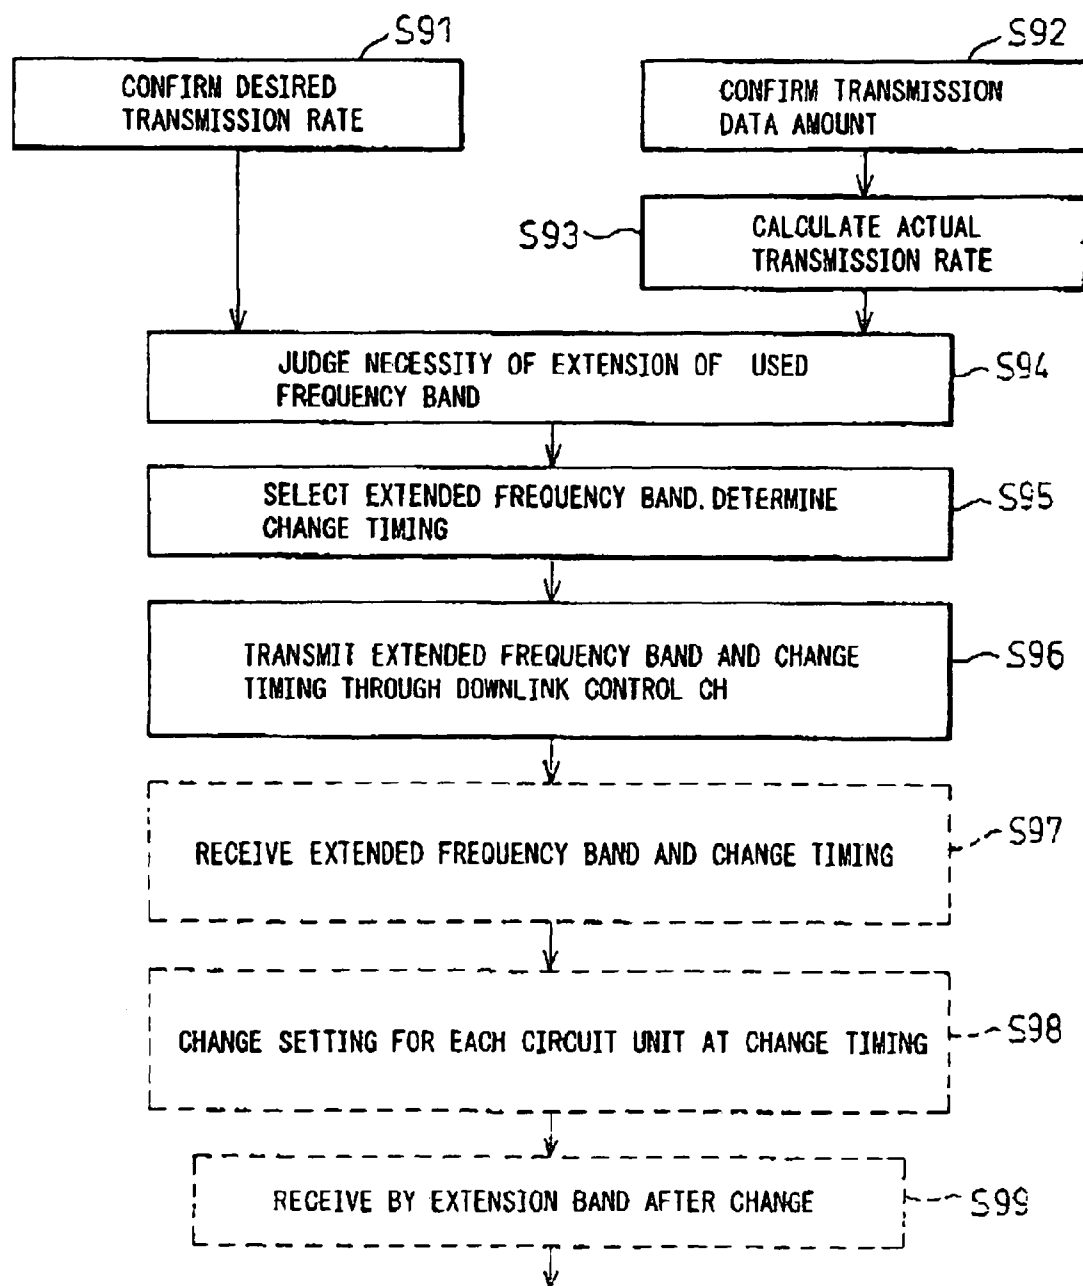 S91
CONFIRM DESIRED
TRANSMISSION RATE
S92
CONFIRM TRANSMISSION
DATA AMOUNT
S93
CALCULATE ACTUAL
TRANSMISSION RATE
JUDGE NECESSITY OF EXTENSION OF USED
FREQUENCY BAND
S94
SELECT EXTENDED FREQUENCY BAND. DETERMINE
CHANGE TIMING
S95
TRANSMIT EXTENDED FREQUENCY BAND AND CHANGE
TIMING THROUGH DOWNLINK CONTROL CH
S96
RECEIVE EXTENDED FREQUENCY BAND AND CHANGE TIMING
S97
CHANGE SETTING FOR EACH CIRCUIT UNIT AT CHANGE TIMING
S98
RECEIVE BY EXTENSION BAND AFTER CHANGE
S99